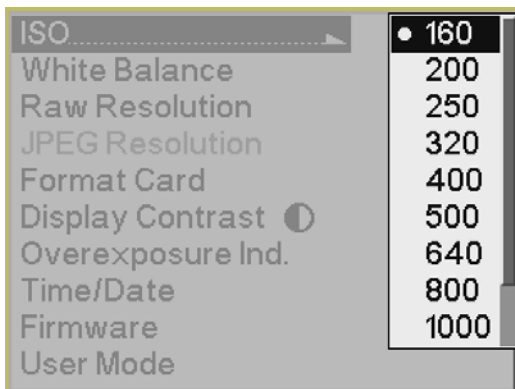 ISO
White Balance
Raw Resolution
JPEG Resolution
Format Card
Display Contrast
Overexposure Ind.
Time/Date
Firmware
User Mode
160
200
250
320
400
500
640
800
1000